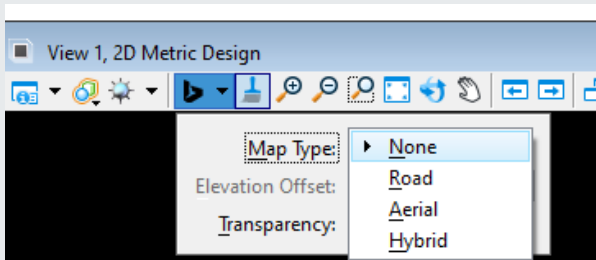 View 1, 2D Metric Design
Map Type:
None
Road
Elevation Offset:
Aerial
Transparency:
Hybrid